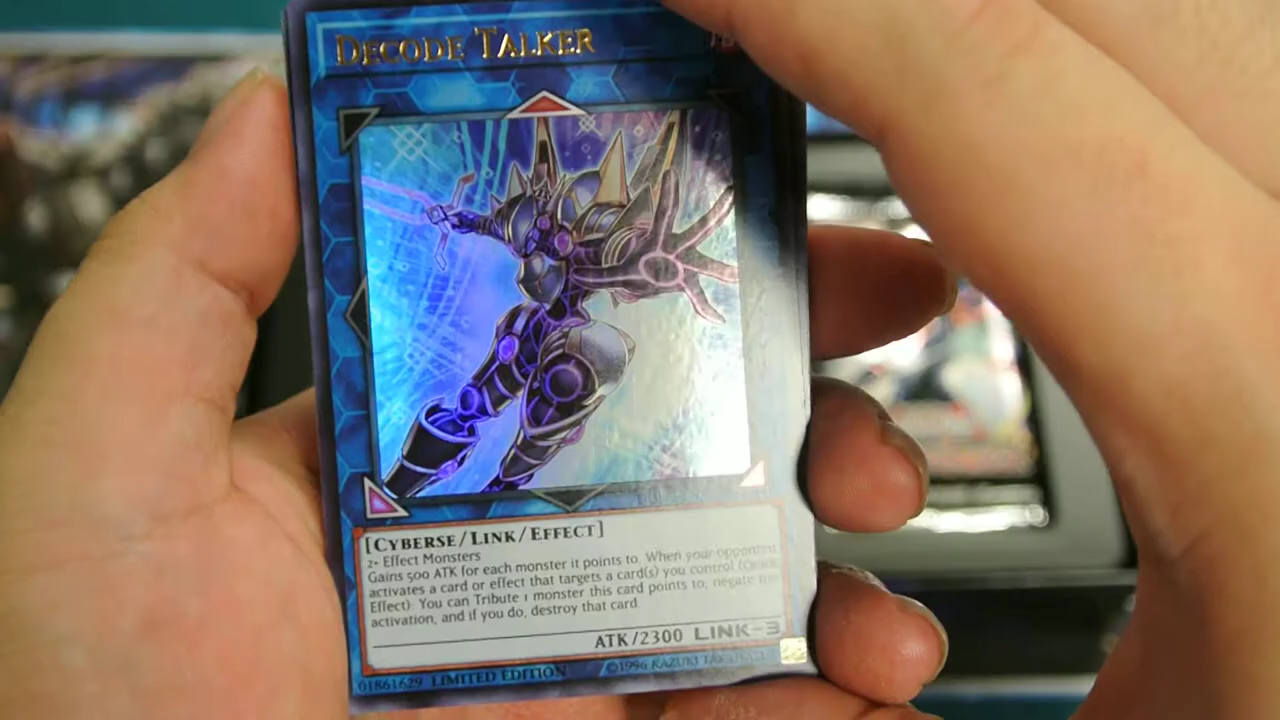 DECODE TALKER
[CYBERSE/LINK/EFFECT]
2+ Effect Monsters
Gains 500 ATK for each monster it points to. When your opponent
activates a card or effect that targets a card(s) you control (Quick
Effect): You can Tribute 1 monster this card points to; negate the
activation, and if you do, destroy that card.
ATK/2300 LINK-3
01861629 LIMITED EDITION ©1996 KAZUKI TAKAHASHI